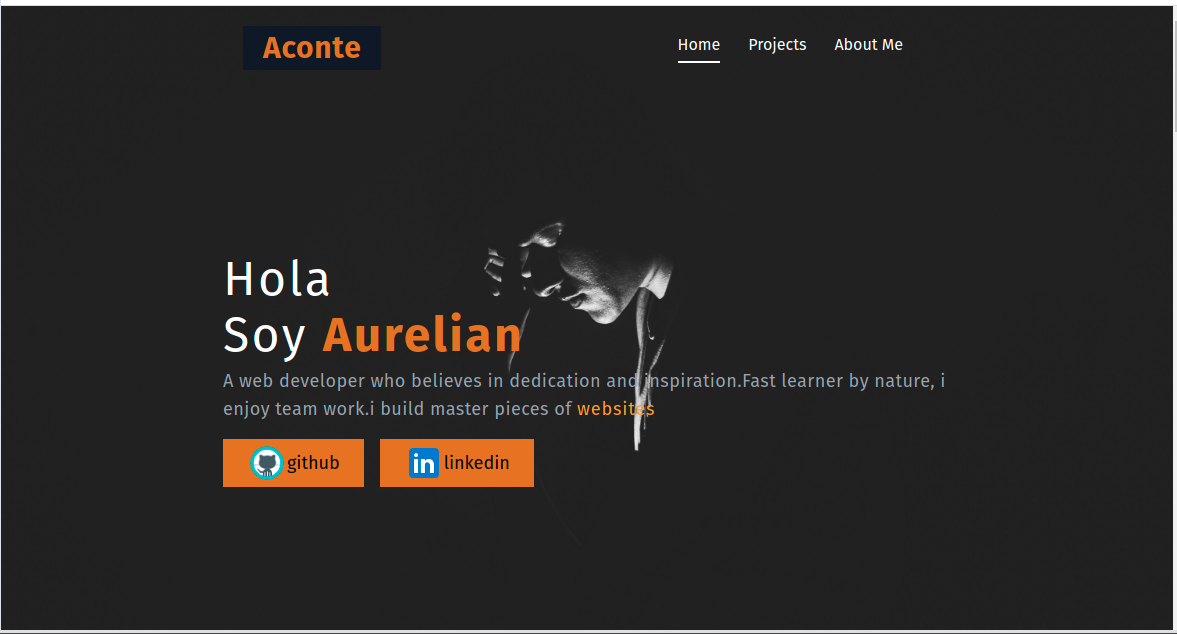 Aconte
Home Projects About Me
Hola
Soy Aurelian
A web developer who believes in dedication and inspiration.Fast learner by nature, i
enjoy team work.i build master pieces of websites
github in linkedin